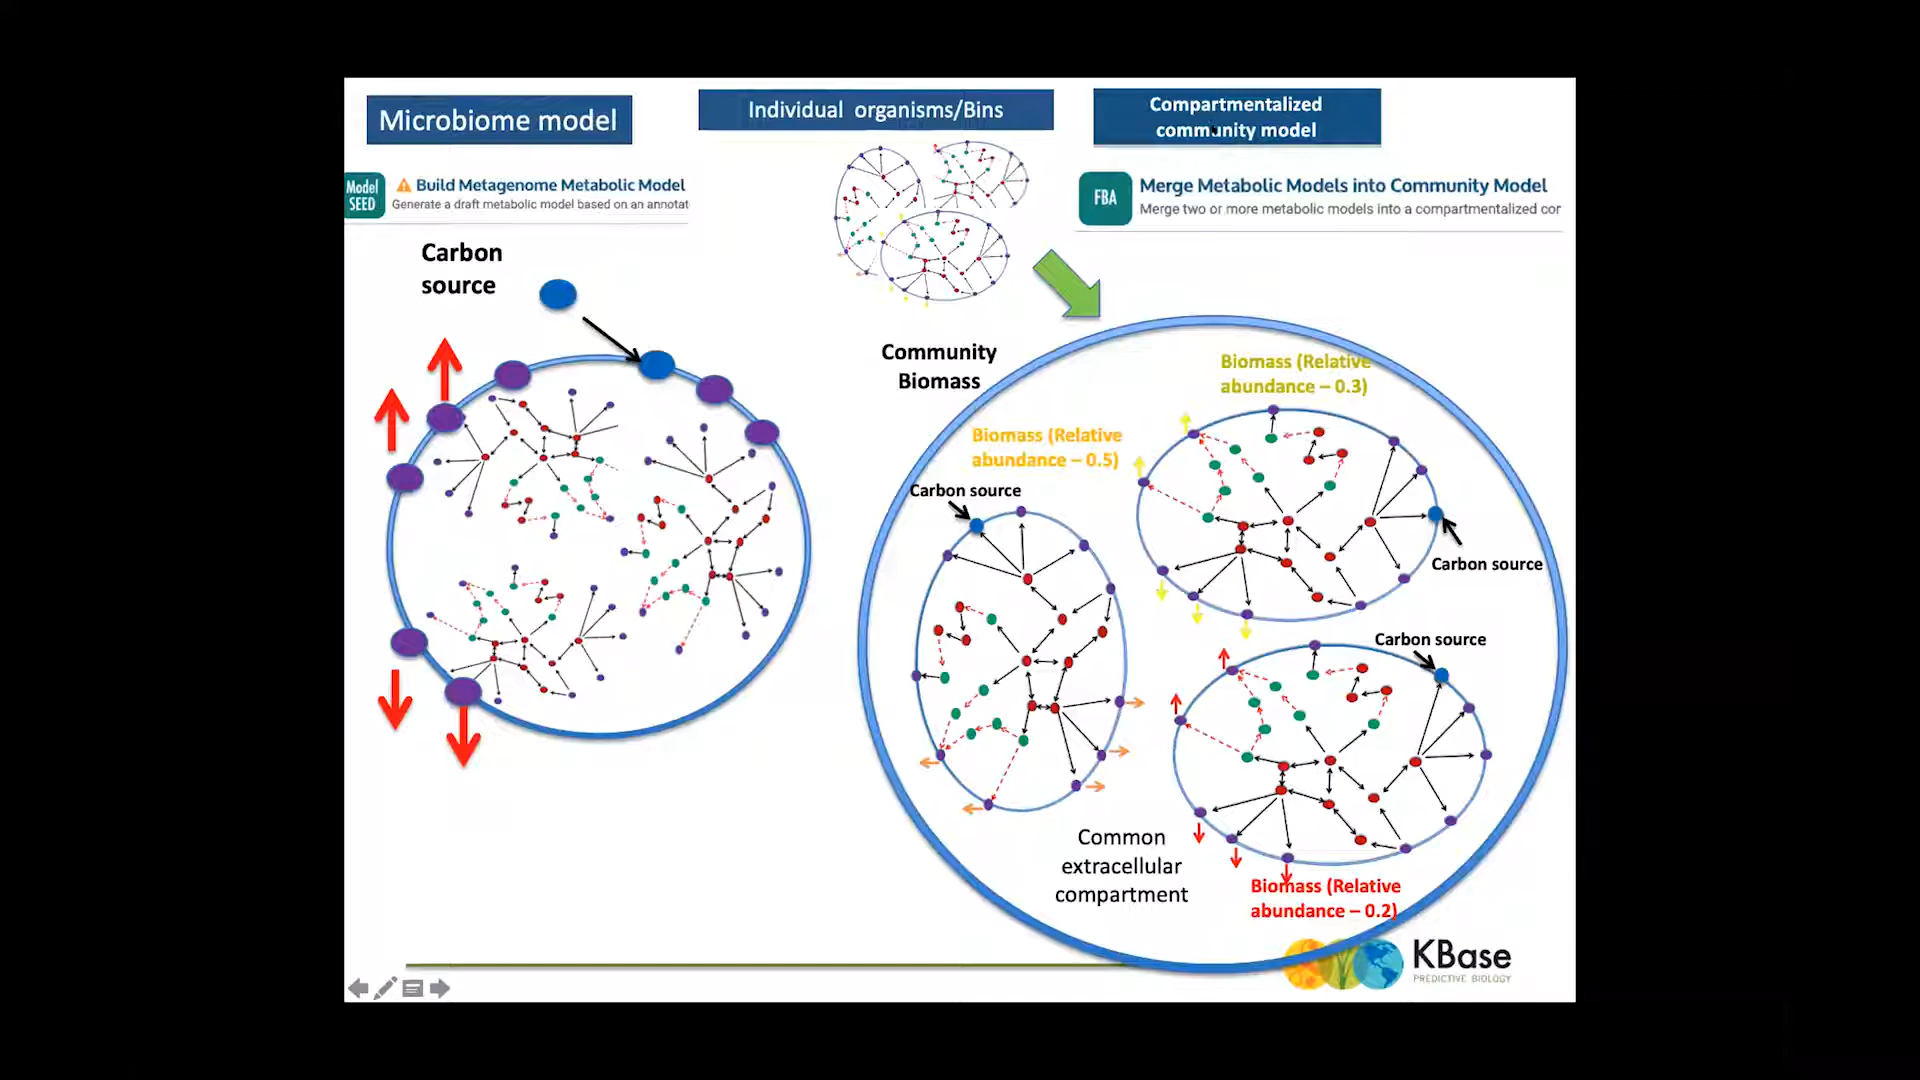 Microbiome model
Model
SEED
Build Metagenome Metabolic Model
Generate a draft metabolic model based on an annotat
Carbon
source
Individual organisms/Bins
Compartmentalized
community model
FBA
Merge Metabolic Models into Community Model
Merge two or more metabolic models into a compartmentalized cor
Community
Biomass
Biomass (Relative
abundance – 0.3)
Biomass (Relative
abundance – 0.5)
Carbon source
Carbon source
Carbon source
Common
extracellular
compartment
Biomass (Relative
abundance – 0.2)
KBase
PREDICTIVE BIOLOGY